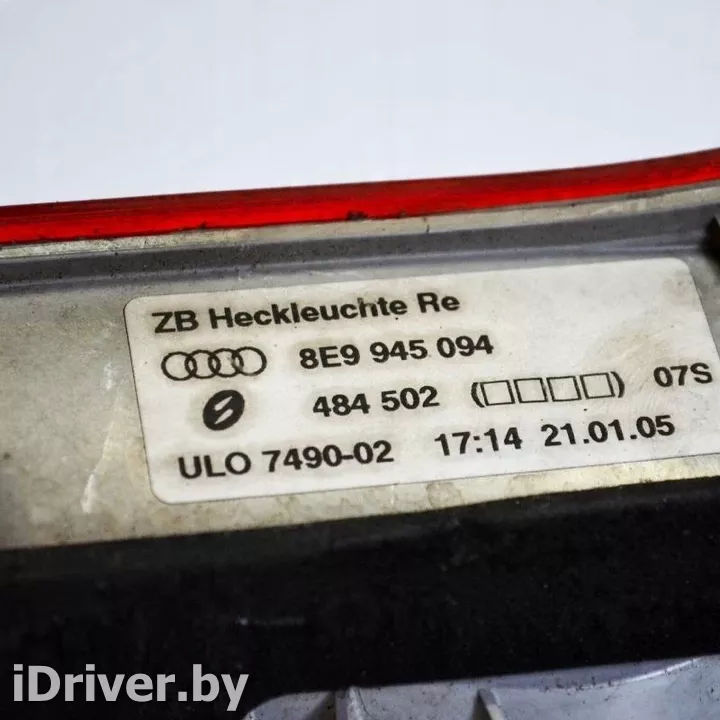 ZB Heckleuchte Re
8E9 945 094
484 502 (□□□□) 07S
ULO 7490-02 17:14 21.01.05
iDriver.by